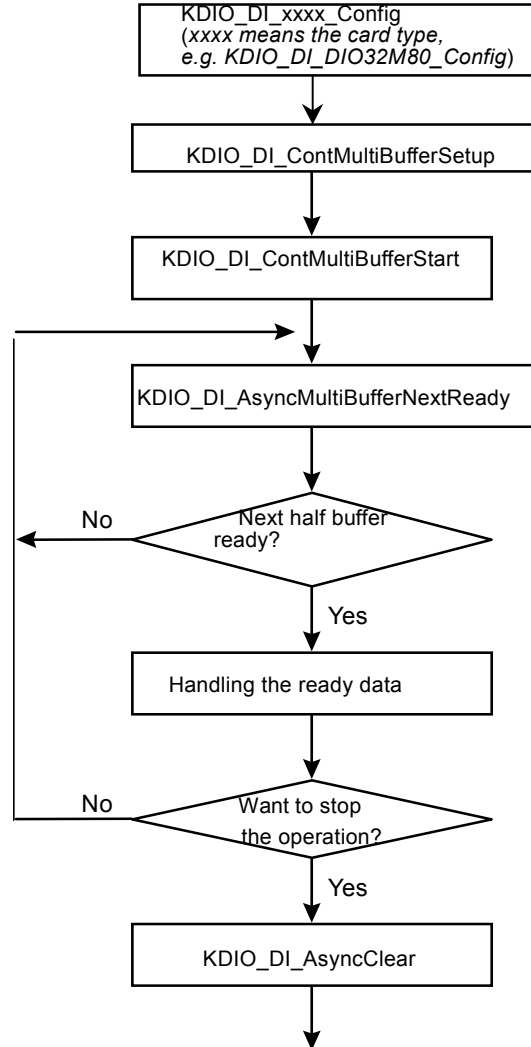 KDIO_DI_xxxx_Config
(xxxx means the card type,
e.g. KDIO_DI_DIO32M80_Config)
KDIO_DI_ContMultiBufferSetup
KDIO_DI_ContMultiBufferStart
KDIO_DI_AsyncMultiBufferNextReady
No
Next half buffer
ready?
Yes
Handling the ready data
No
Want to stop
the operation?
Yes
KDIO_DI_AsyncClear